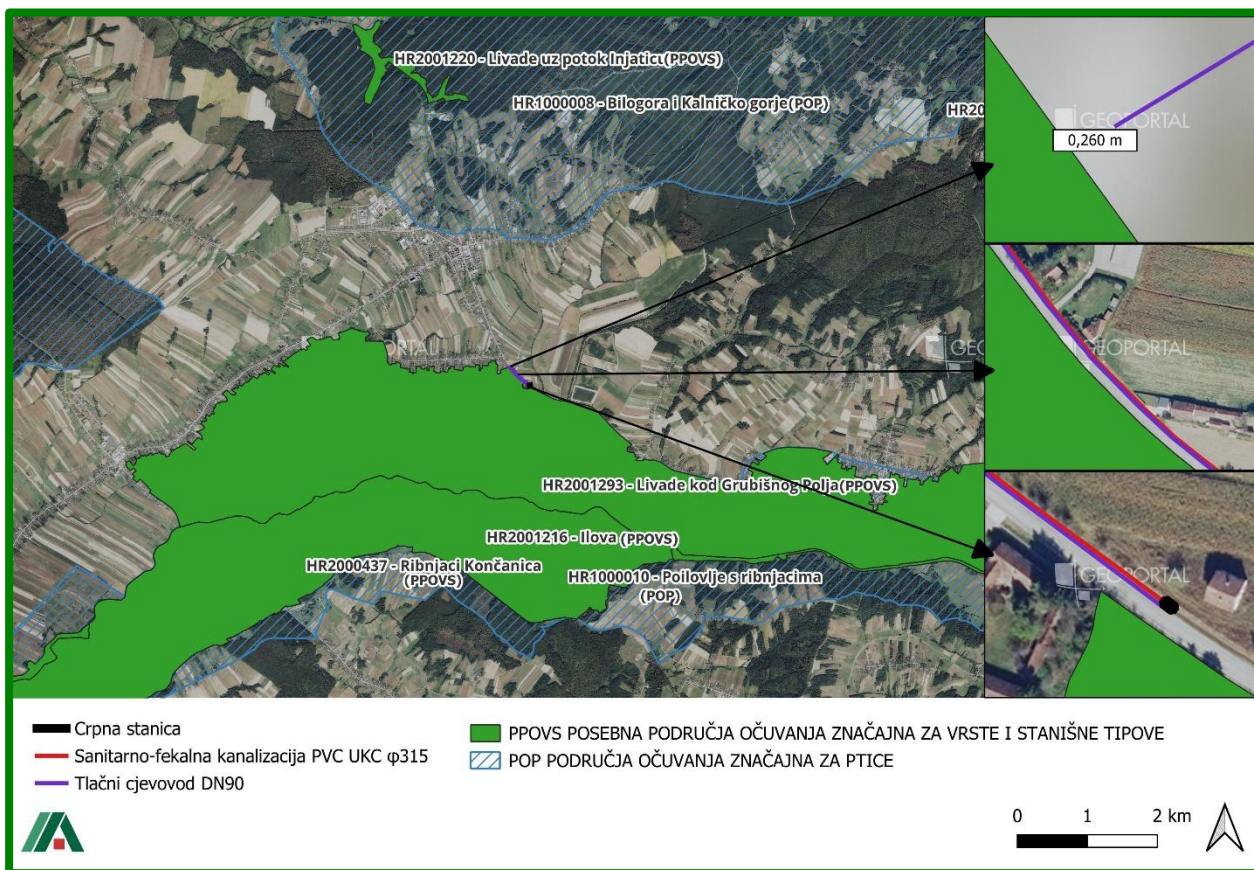 HR2001220 - Livade uz potok Injaticu(PPOVS)
HR1000008 - Bilogora i Kalničko gorje(POP)
HR20
GEOPORTAL
0,260 m
GEOPORTAL
GEOPORTAL
HR2001293 - Livade kod Grubišnog Polja(PPOVS)
HR2001216 - Ilova (PPOVS)
HR2000437 - Ribnjaci Končanica
(PPOVS)
HR1000010 - Poilovlje s ribnjacima
(POP)
GEOPORTAL
Crpna stanica
Sanitarno-fekalna kanalizacija PVC UKC φ315
Tlačni cjevovod DN90
PPOVS POSEBNA PODRUČJA OČUVANJA ZNAČAJNA ZA VRSTE I STANIŠNE TIPOVE
POP PODRUČJA OČUVANJA ZNAČAJNA ZA PTICE
0 1 2 km